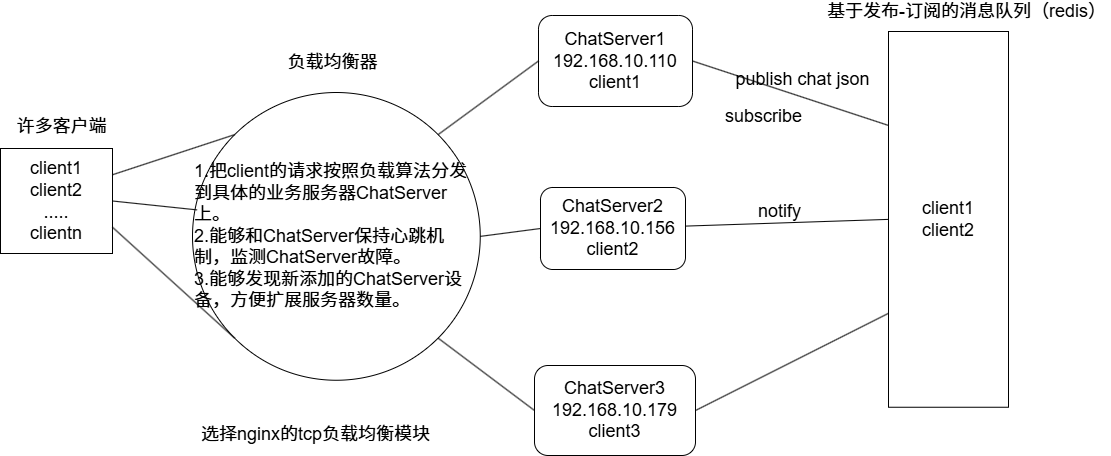 基于发布-订阅的消息队列（redis）
ChatServer1
192.168.10.110
client1
负载均衡器
publish chat json
subscribe
许多客户端
client1
client2
.....
clientn
1.把client的请求按照负载算法分发
到具体的业务服务器ChatServer
上。
2.能够和ChatServer保持心跳机
制，监测ChatServer故障。
3.能够发现新添加的ChatServer设
备，方便扩展服务器数量。
ChatServer2
192.168.10.156
client2
notify
client1
client2
ChatServer3
192.168.10.179
client3
选择nginx的tcp负载均衡模块